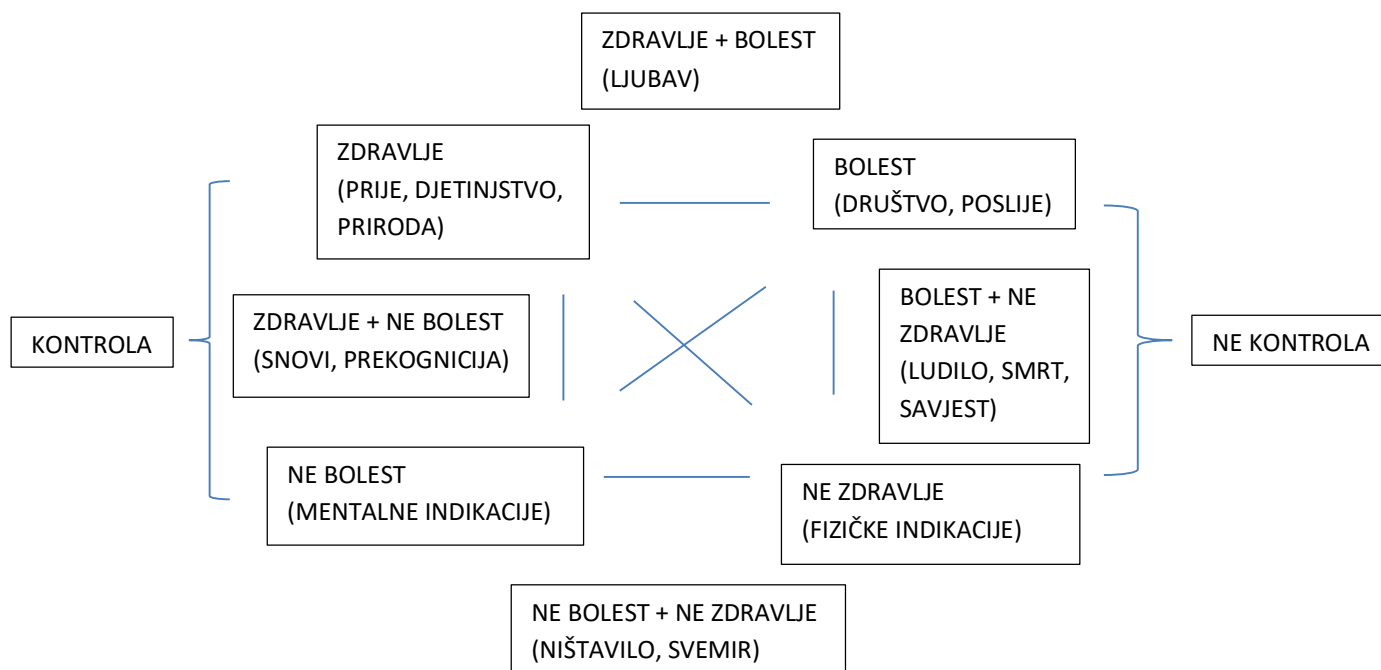 ZDRAVLJE + BOLEST
(LJUBAV)
ZDRAVLJE
(PRIJE, DJETINJSTVO,
PRIRODA)
BOLEST
(DRUŠTVO, POSLIJE)
KONTROLA
ZDRAVLJE + NE BOLEST
(SNOVI, PREKOGNICIJA)
BOLEST + NE
ZDRAVLJE
(LUDILO, SMRT,
SAVJEST)
NE KONTROLA
NE BOLEST
(MENTALNE INDIKACIJE)
NE ZDRAVLJE
(FIZIČKE INDIKACIJE)
NE BOLEST + NE ZDRAVLJE
(NIŠTAVILO, SVEMIR)